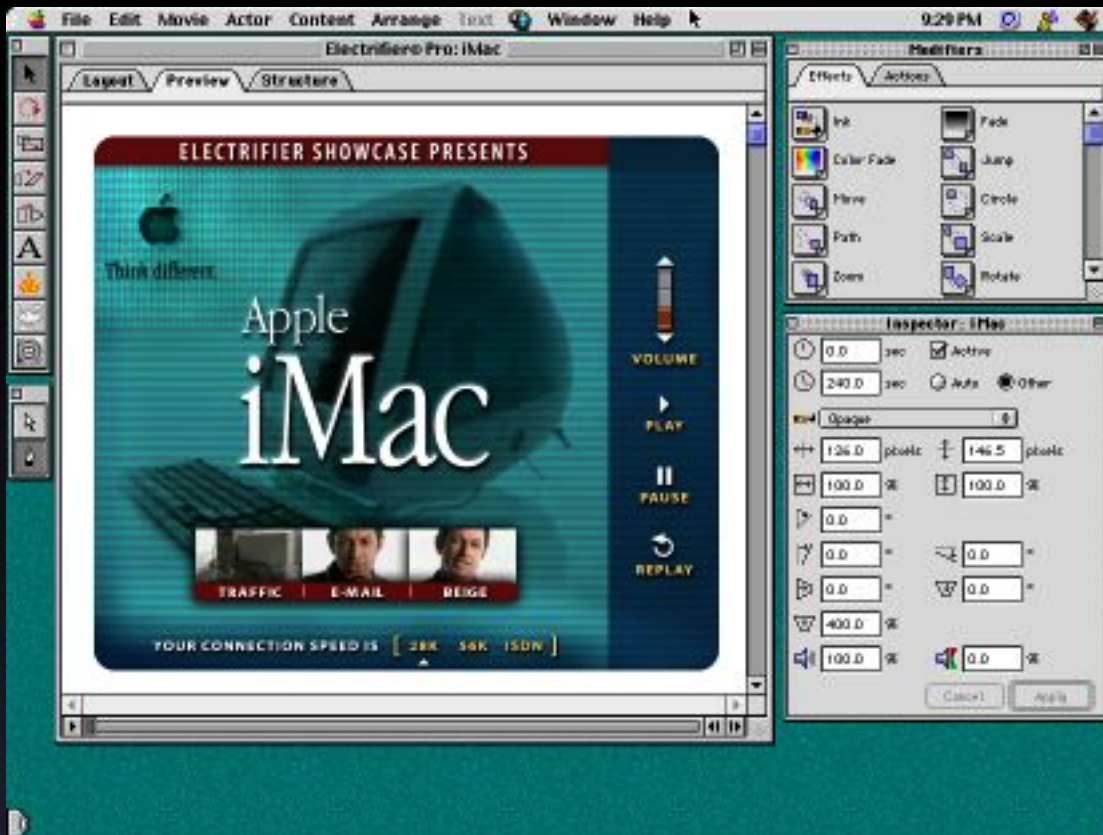 File Edit Movie Actor Content Arrange Text Window Help 9:29 PM
Electrifier® Pro: iMac
Layout Preview Structure
ELECTRIFIER SHOWCASE PRESENTS
Think different.
Apple
iMac
VOLUME
PLAY
PAUSE
REPLAY
TRAFFIC E-MAIL BEIGE
YOUR CONNECTION SPEED IS [ 28K 56K ISDN ]
A
Modifiers
Effects Actions
Ink Fade
Color Fade Jump
Move Circle
Path Scale
Zoom Rotate
Inspector: iMac
0.0 sec Active
240.0 sec Auto Other
Opaque
126.0 pixels 146.5 pixels
100.0 % 100.0 %
0.0 °
0.0 ° 0.0 °
0.0 ° 0.0 °
400.0 %
100.0 % 0.0 %
Cancel Apply